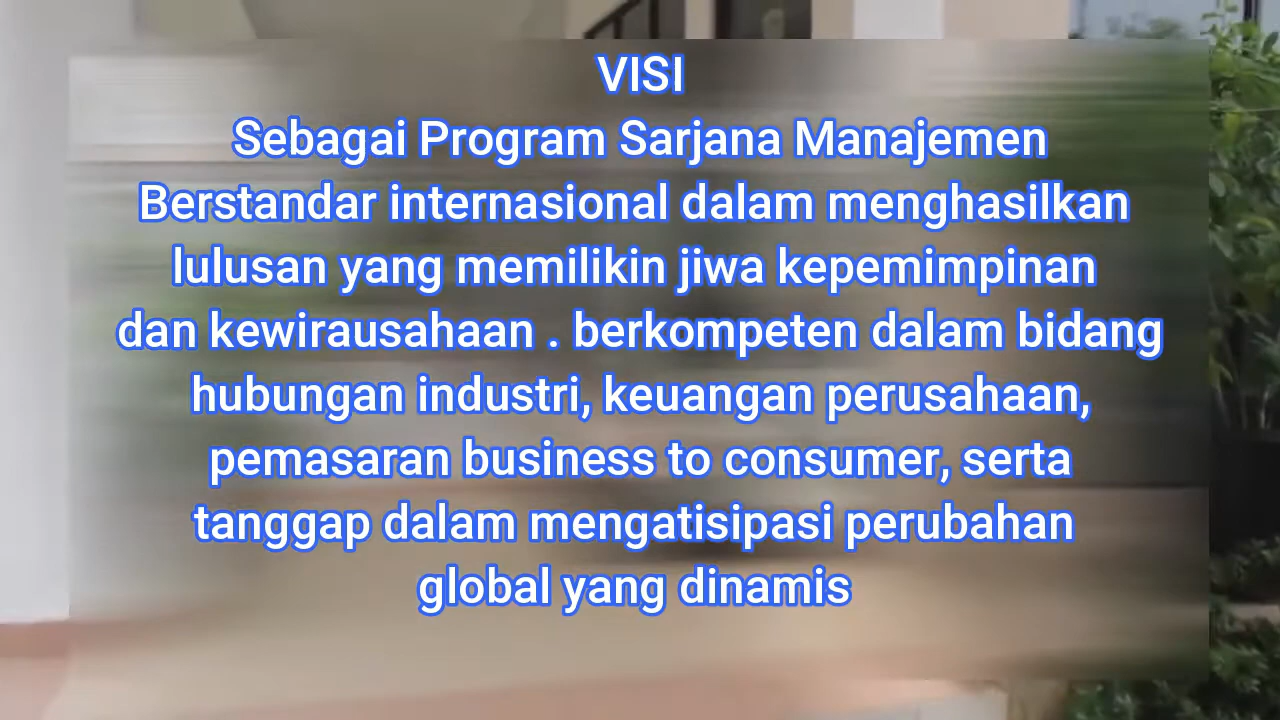 VISI
Sebagai Program Sarjana Manajemen
Berstandar internasional dalam menghasilkan
lulusan yang memilikin jiwa kepemimpinan
dan kewirausahaan . berkompeten dalam bidang
hubungan industri, keuangan perusahaan,
pemasaran business to consumer, serta
tanggap dalam mengatisipasi perubahan
global yang dinamis